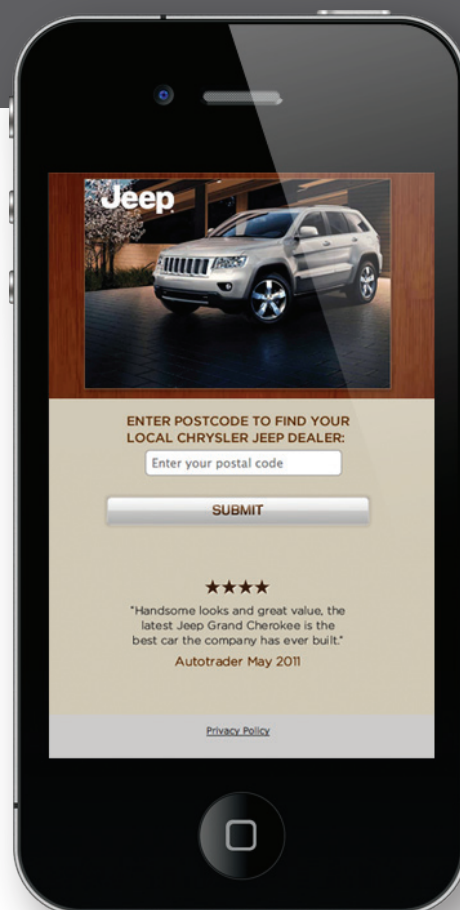 Jeep
ENTER POSTCODE TO FIND YOUR
LOCAL CHRYSLER JEEP DEALER:
Enter your postal code
SUBMIT
★★★★
"Handsome looks and great value, the
latest Jeep Grand Cherokee is the
best car the company has ever built."
Autotrader May 2011
Privacy Policy